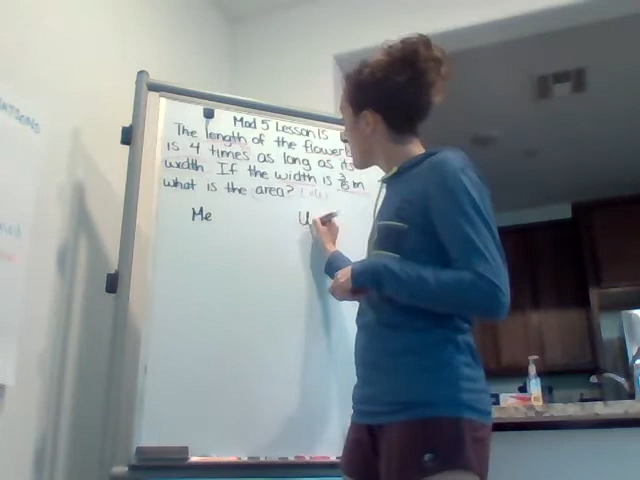 Mod 5 Lesson 15
The length of the flower
is 4 times as long as its
width. If the width is m
what is the area?
Me
U